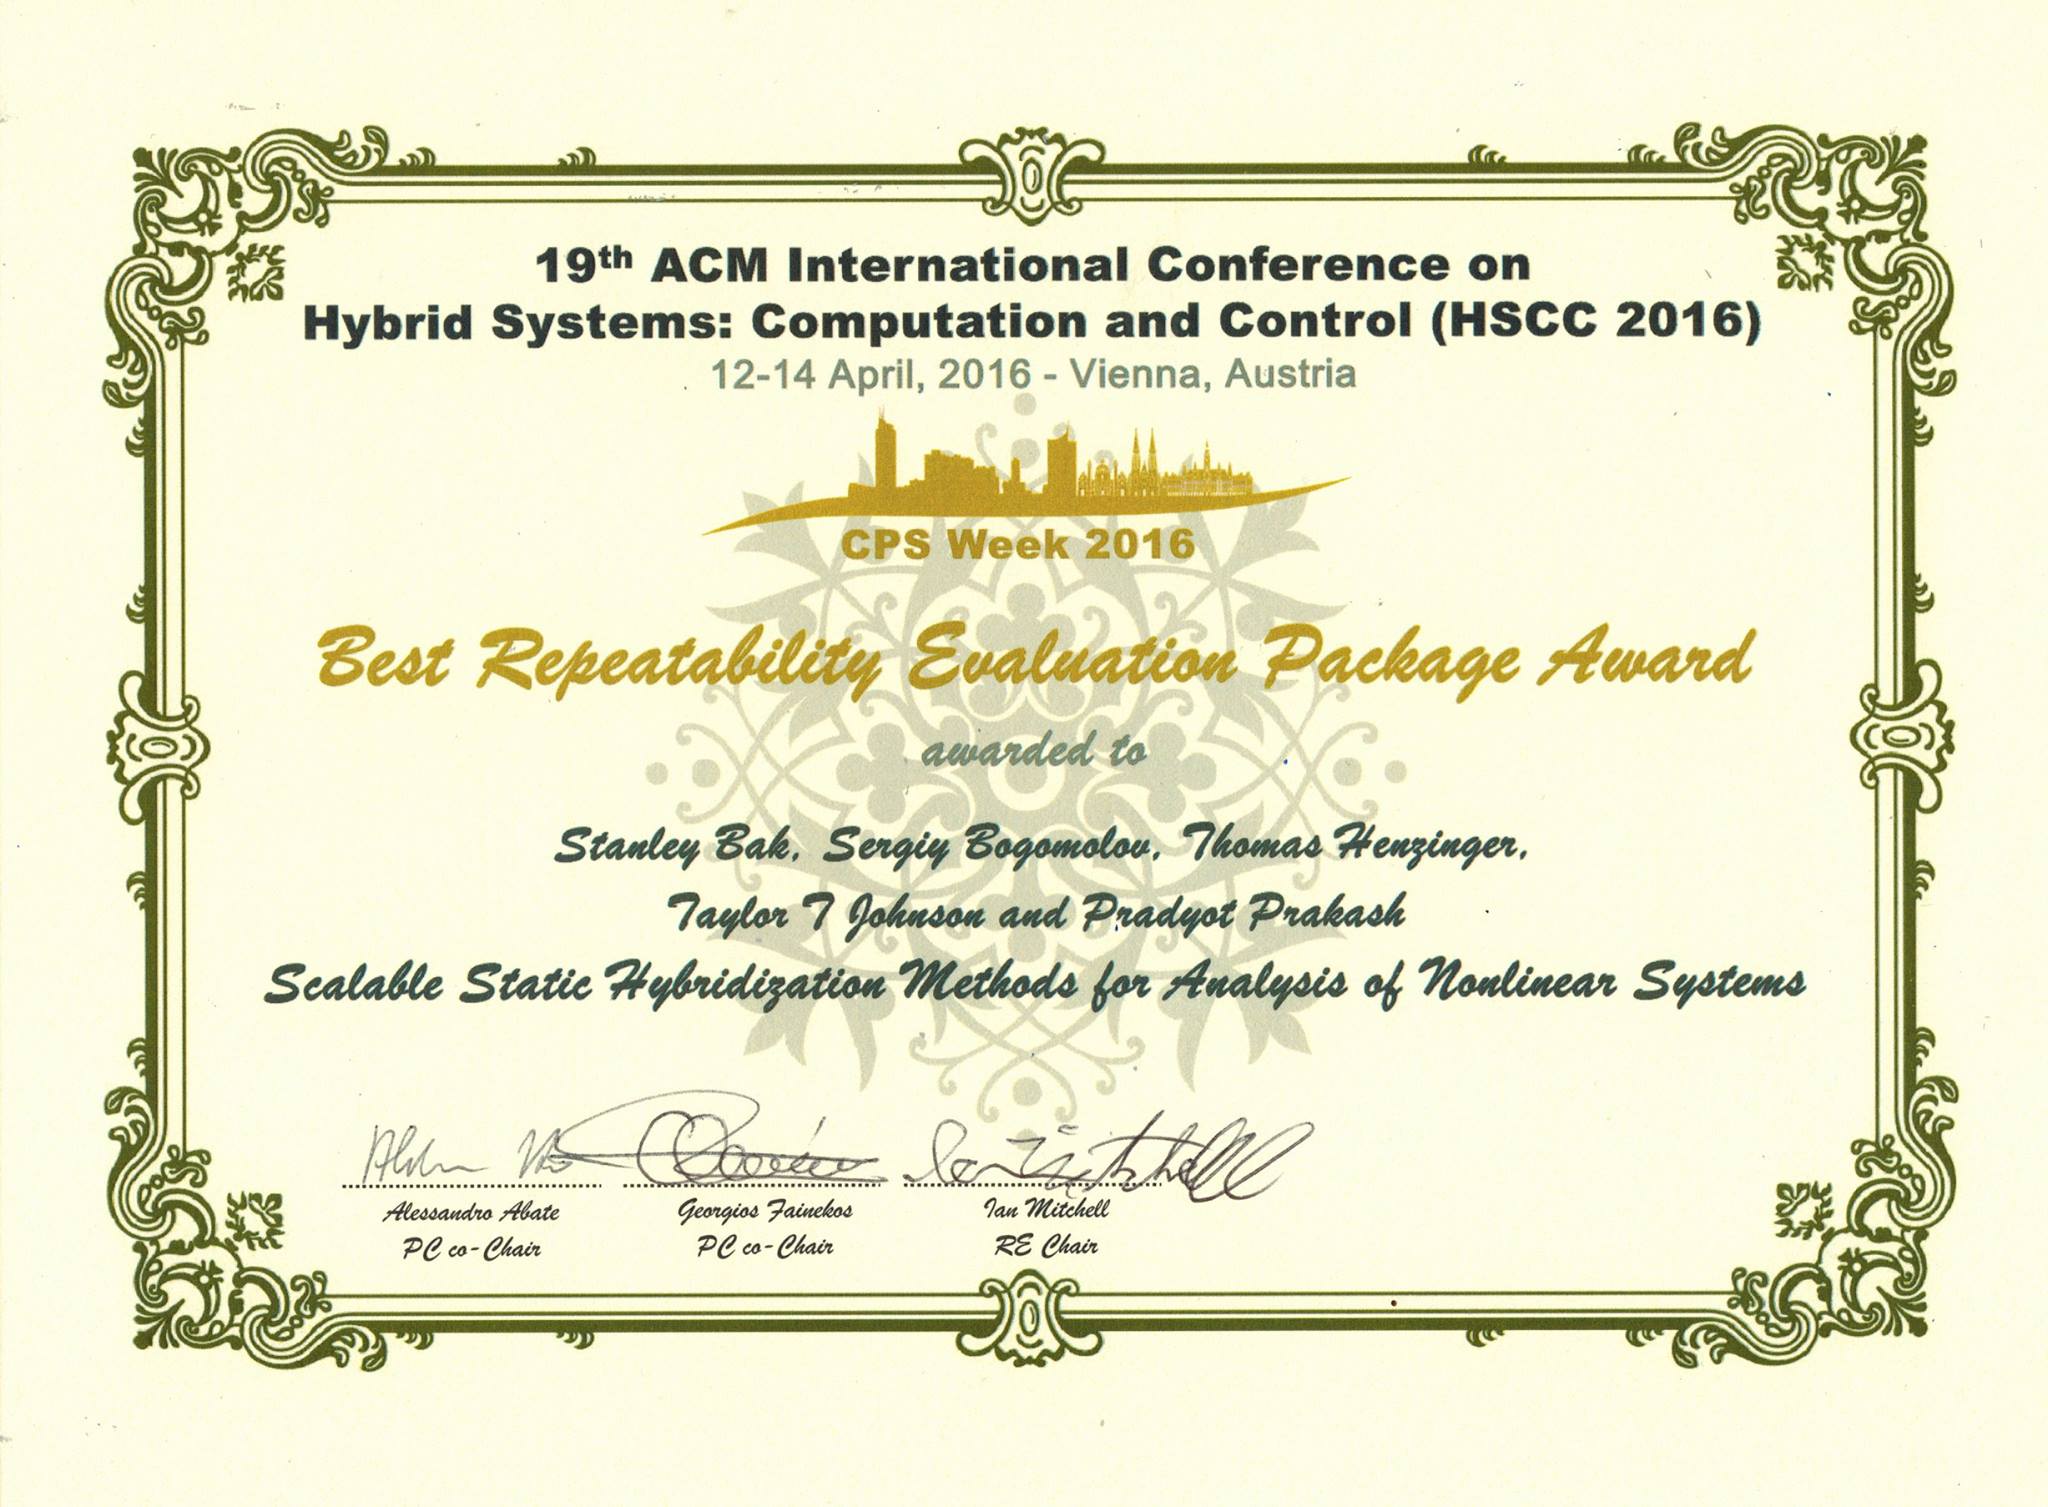 19th ACM International Conference on
Hybrid Systems: Computation and Control (HSCC 2016)
12-14 April, 2016 - Vienna, Austria
CPS Week 2016
Best Repeatability Evaluation Package Award
awarded to
Stanley Bak, Sergiy Bogomolov, Thomas Henzinger,
Taylor T Johnson and Pradyot Prakash
Scalable Static Hybridization Methods for Analysis of Nonlinear Systems
Alessandro Abate Georgios Fainekos Ian Mitchell
PC co-Chair PC co-Chair RE Chair